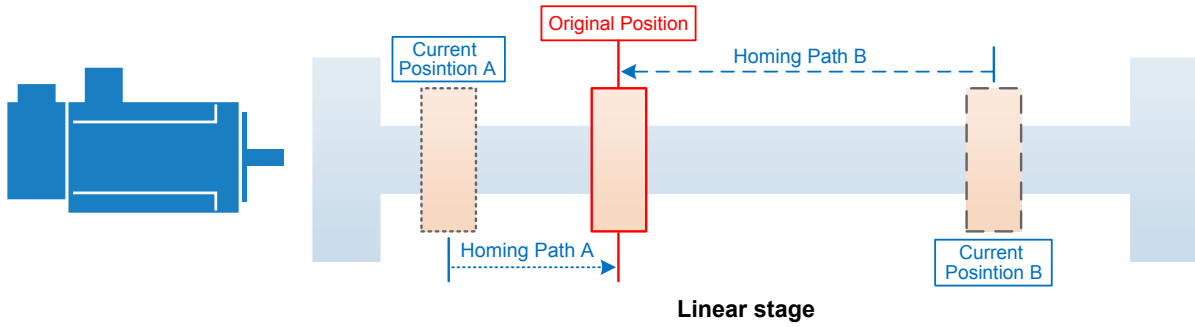 Original Position
Current
Posintion A
Homing Path B
Homing Path A
Current
Posintion B
Linear stage